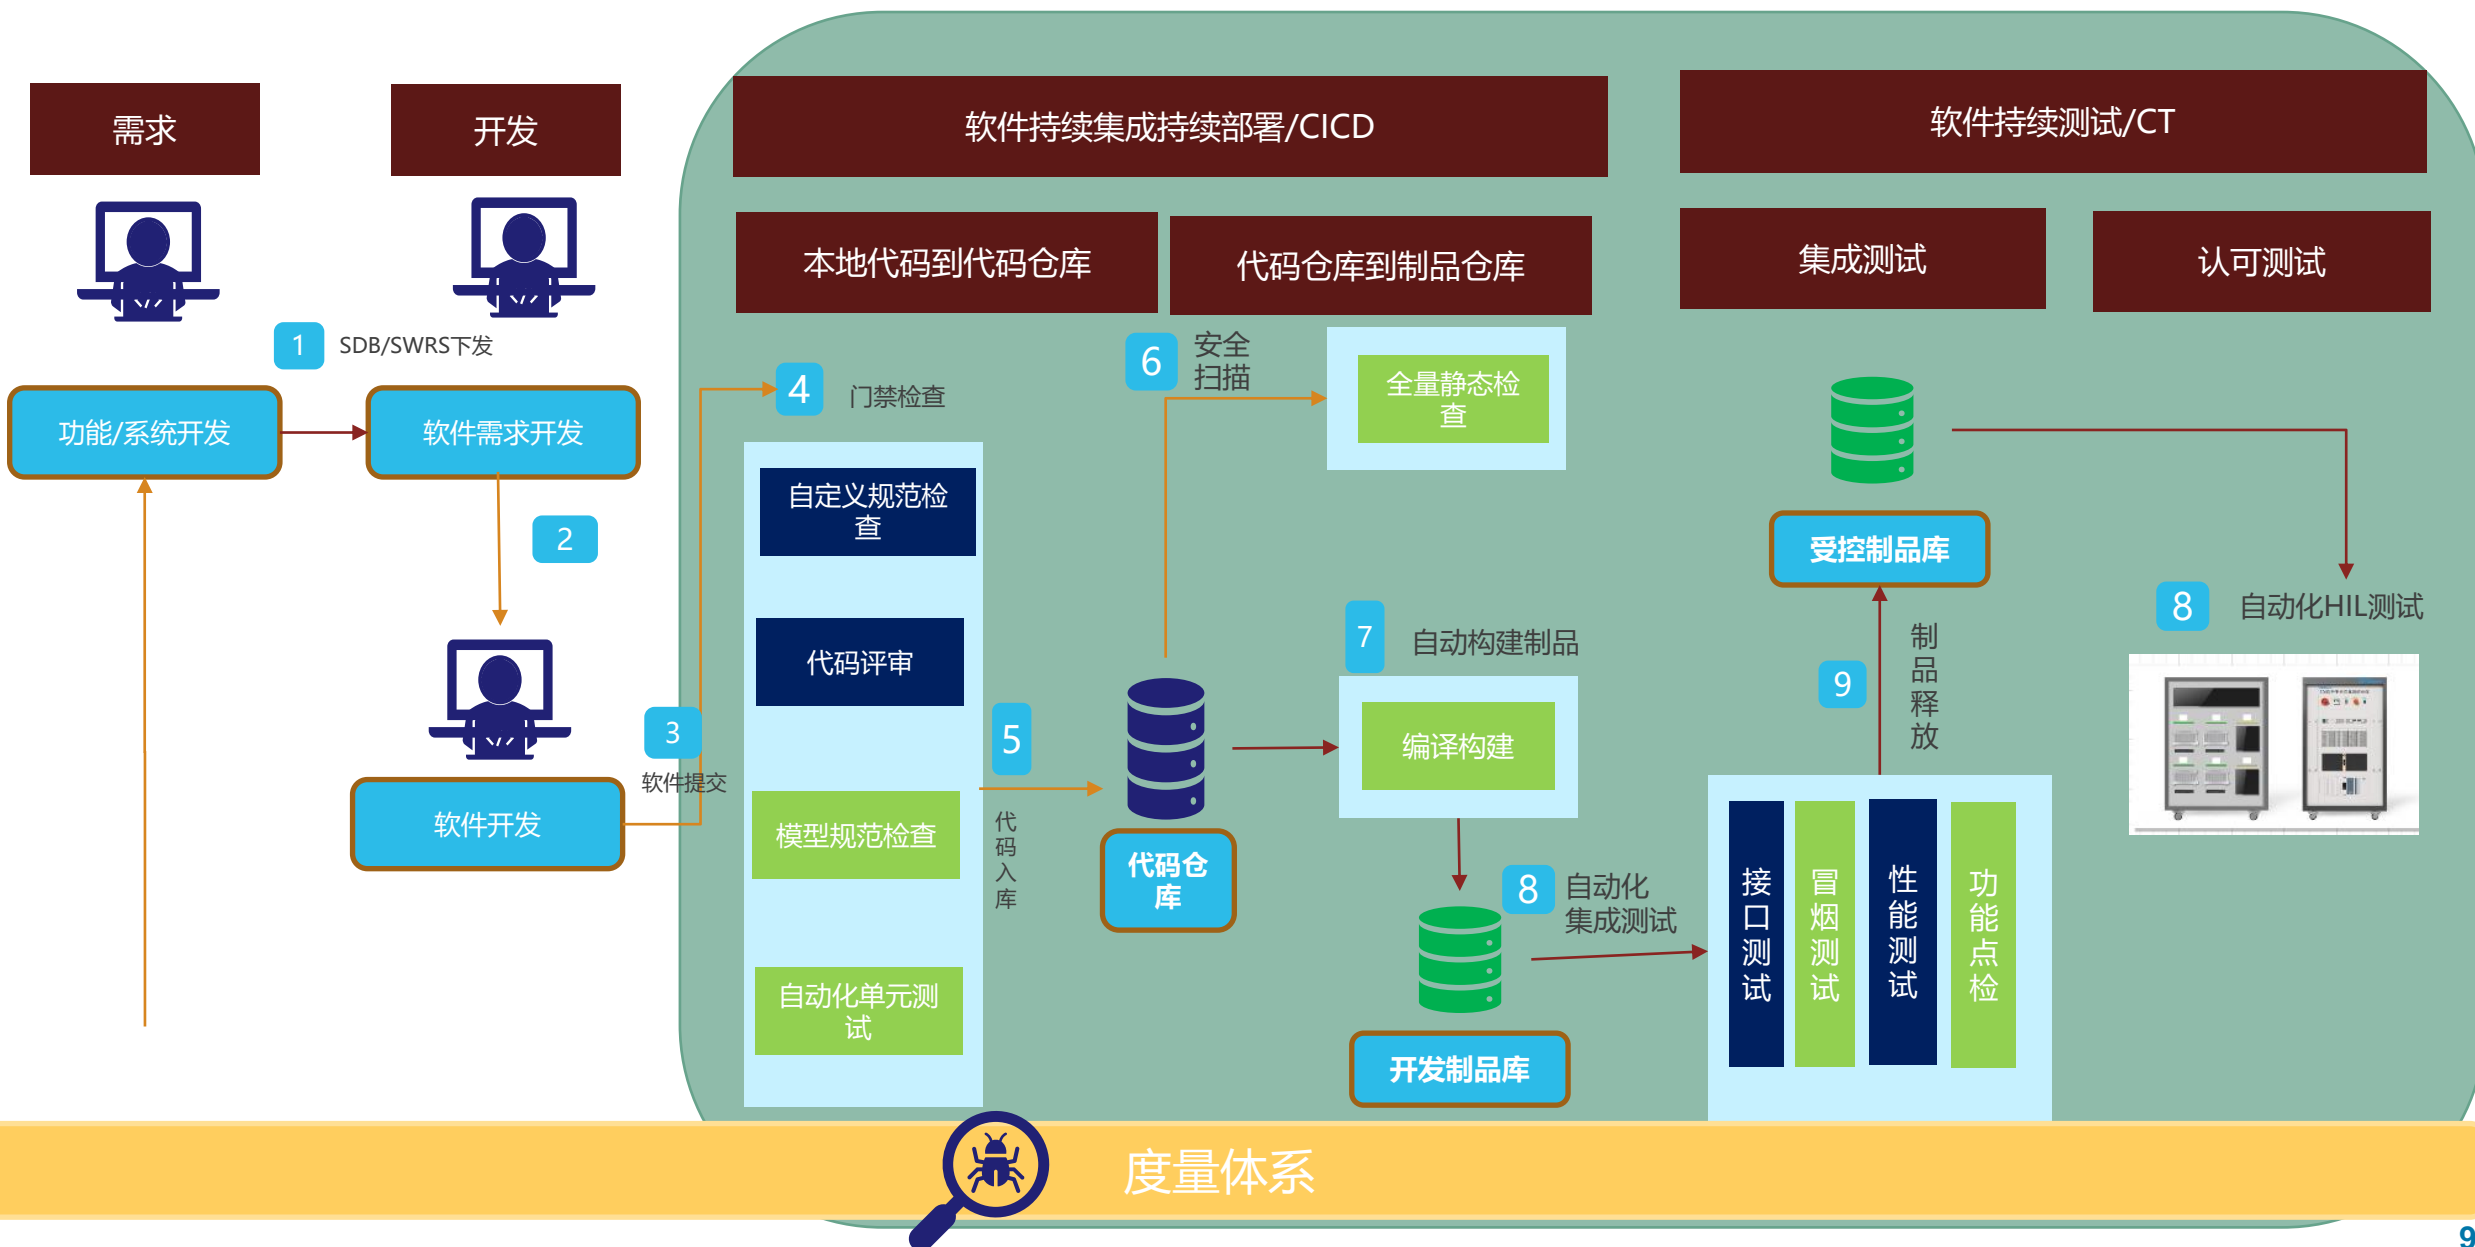 需求
开发
软件持续集成持续部署/CICD
软件持续测试/CT
本地代码到代码仓库
代码仓库到制品仓库
集成测试
认可测试
1
SDB/SWRS下发
功能/系统开发
软件需求开发
2
3
软件提交
软件开发
4
门禁检查
自定义规范检
查
代码评审
模型规范检查
自动化单元测
试
5
代
码
入
库
6
安全
扫描
全量静态检
查
代码仓
库
7
自动构建制品
编译构建
开发制品库
8
自动化
集成测试
接
口
测
试
冒
烟
测
试
性
能
测
试
功
能
点
检
9
制
品
释
放
受控制品库
8
自动化HIL测试
度量体系
9